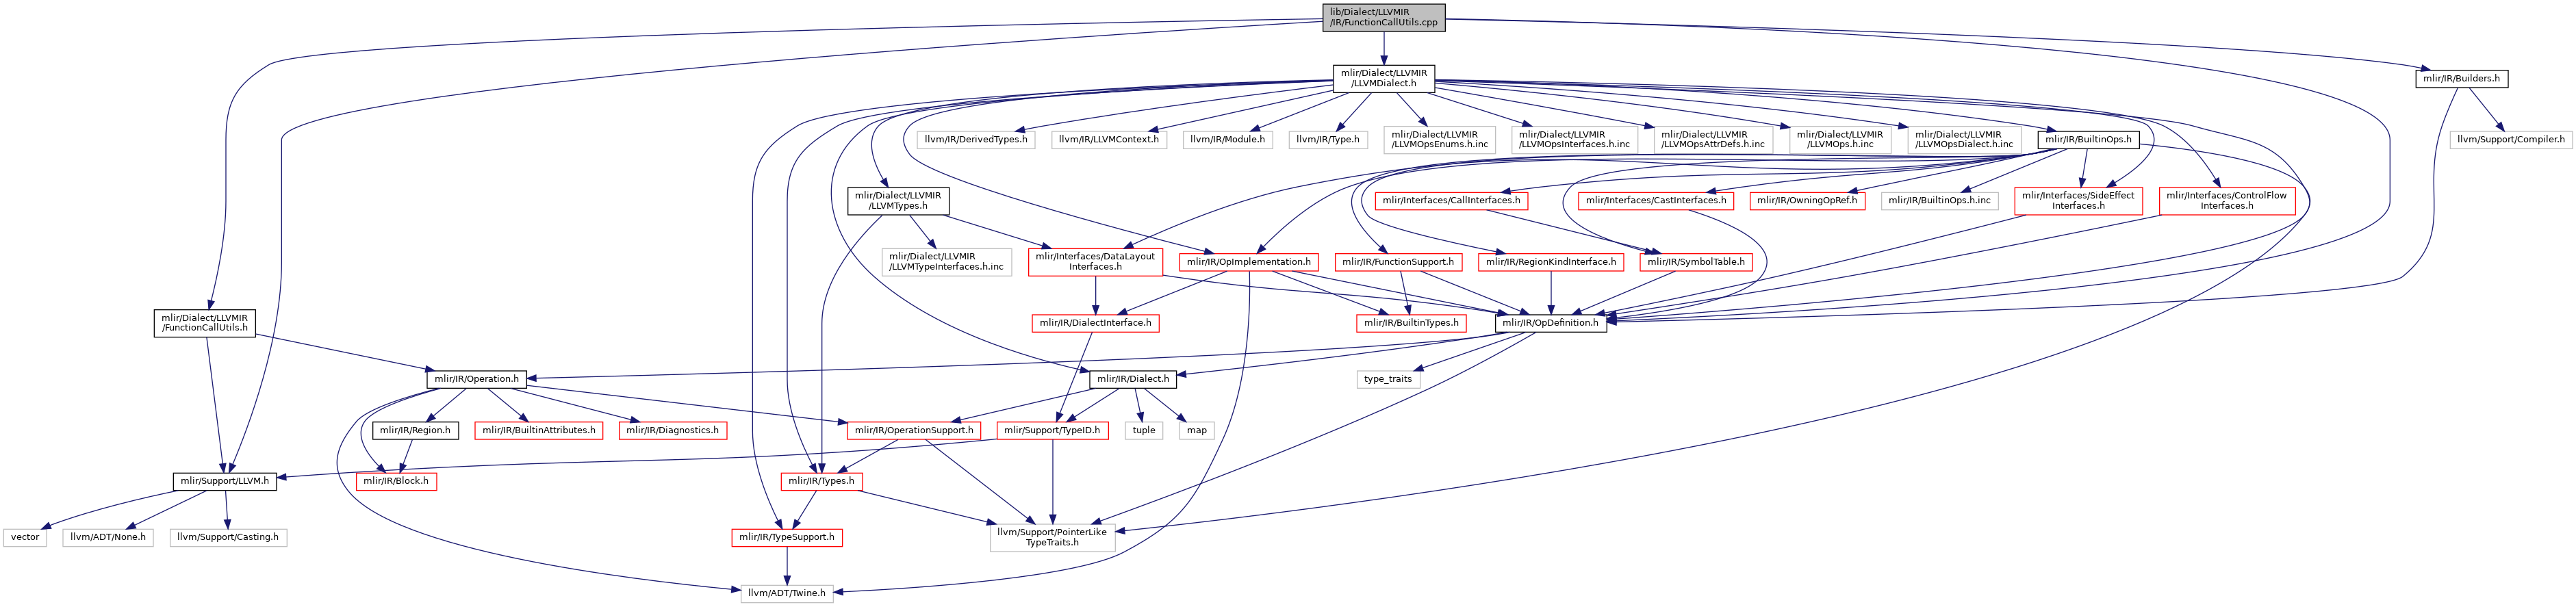 lib/Dialect/LLVMIR
/IR/FunctionCallUtils.cpp
mlir/Dialect/LLVMIR
/LLVMDialect.h
mlir/IR/Builders.h
llvm/IR/DerivedTypes.h
llvm/IR/LLVMContext.h
llvm/IR/Module.h
llvm/IR/Type.h
mlir/Dialect/LLVMIR
/LLVMOpsEnums.h.inc
mlir/Dialect/LLVMIR
/LLVMOpsInterfaces.h.inc
mlir/Dialect/LLVMIR
/LLVMOpsAttrDefs.h.inc
mlir/Dialect/LLVMIR
/LLVMOps.h.inc
mlir/Dialect/LLVMIR
/LLVMOpsDialect.h.inc
mlir/IR/BuiltinOps.h
llvm/Support/Compiler.h
mlir/Dialect/LLVMIR
/LLVMTypes.h
mlir/Interfaces/CallInterfaces.h
mlir/Interfaces/CastInterfaces.h
mlir/IR/OwningOpRef.h
mlir/IR/BuiltinOps.h.inc
mlir/Interfaces/SideEffect
Interfaces.h
mlir/Interfaces/ControlFlow
Interfaces.h
mlir/Dialect/LLVMIR
/LLVMTypeInterfaces.h.inc
mlir/Interfaces/DataLayout
Interfaces.h
mlir/IR/OpImplementation.h
mlir/IR/FunctionSupport.h
mlir/IR/RegionKindInterface.h
mlir/IR/SymbolTable.h
mlir/Dialect/LLVMIR
/FunctionCallUtils.h
mlir/IR/DialectInterface.h
mlir/IR/BuiltinTypes.h
mlir/IR/OpDefinition.h
mlir/IR/Operation.h
mlir/IR/Dialect.h
type_traits
mlir/IR/Region.h
mlir/IR/BuiltinAttributes.h
mlir/IR/Diagnostics.h
mlir/IR/OperationSupport.h
mlir/Support/TypeID.h
tuple
map
mlir/Support/LLVM.h
mlir/IR/Block.h
mlir/IR/Types.h
vector
llvm/ADT/None.h
llvm/Support/Casting.h
mlir/IR/TypeSupport.h
llvm/Support/PointerLike
TypeTraits.h
llvm/ADT/Twine.h